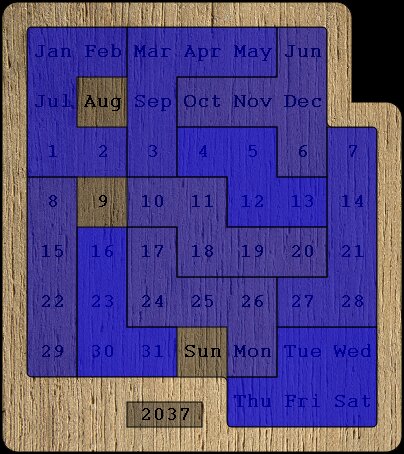 Jan Feb Mar Apr May Jun
Jul Aug Sep Oct Nov Dec
1 2 3 4 5 6 7
8 9 10 11 12 13 14
15 16 17 18 19 20 21
22 23 24 25 26 27 28
29 30 31 Sun Mon Tue Wed
Thu Fri Sat
2037